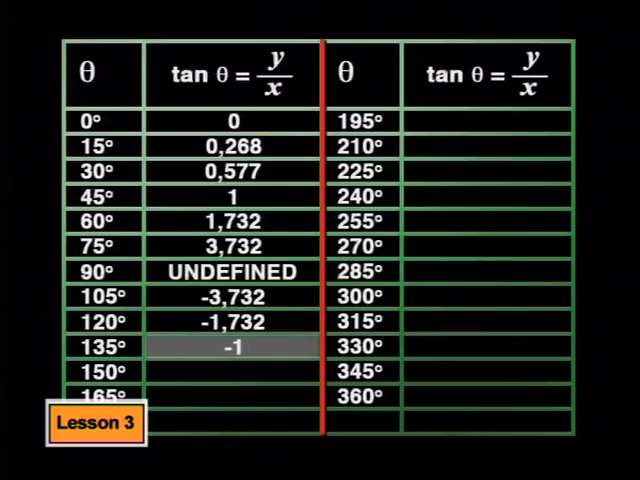 θ tan θ = y/x θ tan θ = y/x
0° 0 195°
15° 0,268 210°
30° 0,577 225°
45° 1 240°
60° 1,732 255°
75° 3,732 270°
90° UNDEFINED 285°
105° -3,732 300°
120° -1,732 315°
135° -1 330°
150° 345°
165° 360°
Lesson 3